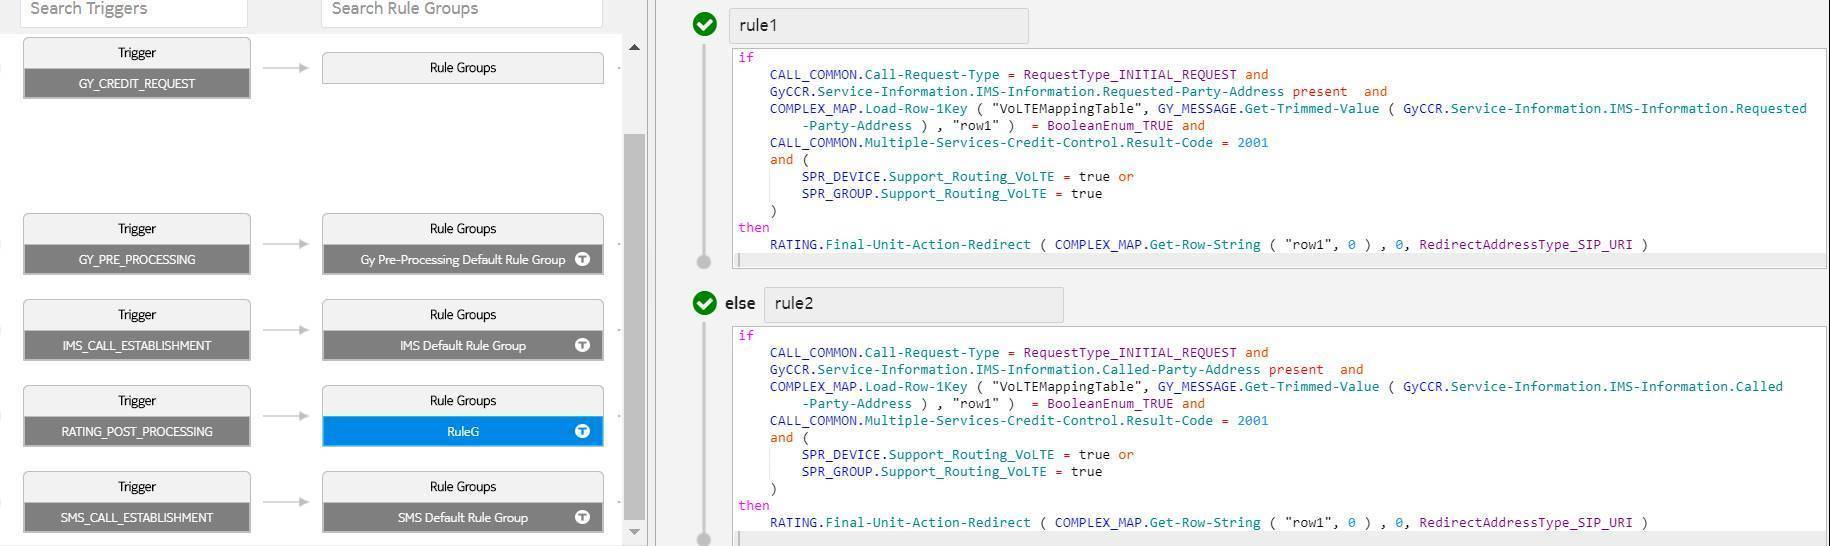 Search Triggers
Search Rule Groups
Trigger
GY_CREDIT_REQUEST
Rule Groups
Trigger
GY_PRE_PROCESSING
Rule Groups
Gy Pre-Processing Default Rule Group T
Trigger
IMS_CALL_ESTABLISHMENT
Rule Groups
IMS Default Rule Group T
Trigger
RATING_POST_PROCESSING
Rule Groups
RuleG T
Trigger
SMS_CALL_ESTABLISHMENT
Rule Groups
SMS Default Rule Group T
rule1
if
CALL_COMMON.Call-Request-Type = RequestType_INITIAL_REQUEST and
GyCCR.Service-Information.IMS-Information.Requested-Party-Address present and
COMPLEX_MAP.Load-Row-1Key ( "VoLTEMappingTable", GY_MESSAGE.Get-Trimmed-Value ( GyCCR.Service-Information.IMS-Information.Requested
-Party-Address ) , "row1" ) = BooleanEnum_TRUE and
CALL_COMMON.Multiple-Services-Credit-Control.Result-Code = 2001
and (
SPR_DEVICE.Support_Routing_VoLTE = true or
SPR_GROUP.Support_Routing_VoLTE = true
)
then
RATING.Final-Unit-Action-Redirect ( COMPLEX_MAP.Get-Row-String ( "row1", 0 ) , 0, RedirectAddressType_SIP_URI )
else rule2
if
CALL_COMMON.Call-Request-Type = RequestType_INITIAL_REQUEST and
GyCCR.Service-Information.IMS-Information.Called-Party-Address present and
COMPLEX_MAP.Load-Row-1Key ( "VoLTEMappingTable", GY_MESSAGE.Get-Trimmed-Value ( GyCCR.Service-Information.IMS-Information.Called
-Party-Address ) , "row1" ) = BooleanEnum_TRUE and
CALL_COMMON.Multiple-Services-Credit-Control.Result-Code = 2001
and (
SPR_DEVICE.Support_Routing_VoLTE = true or
SPR_GROUP.Support_Routing_VoLTE = true
)
then
RATING.Final-Unit-Action-Redirect ( COMPLEX_MAP.Get-Row-String ( "row1", 0 ) , 0, RedirectAddressType_SIP_URI )